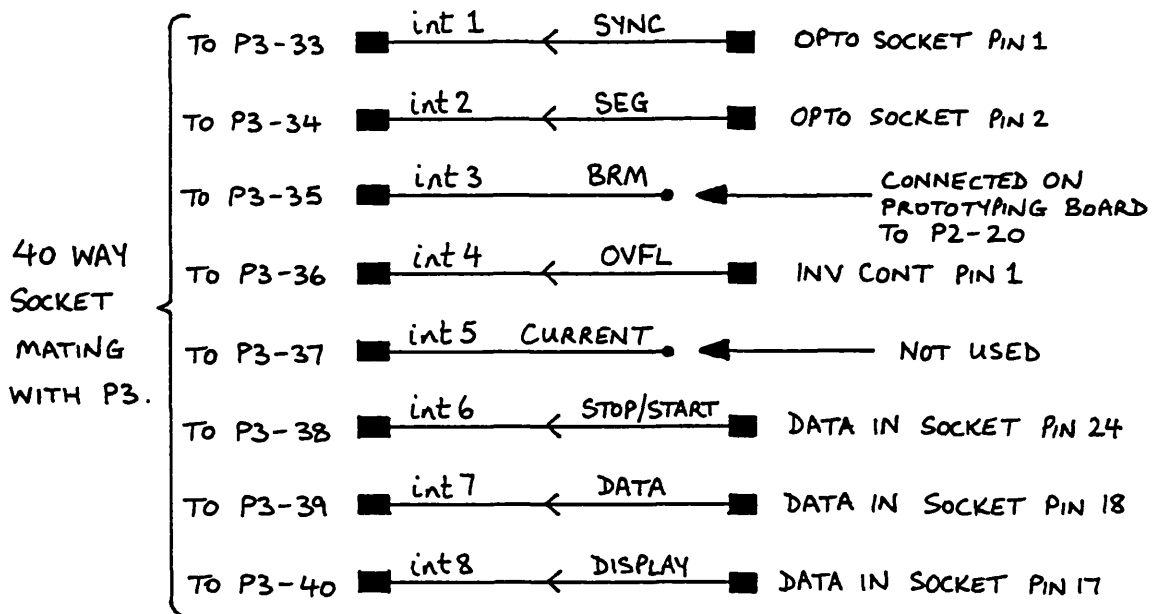 TO P3-33 int 1 SYNC OPTO SOCKET PIN 1
TO P3-34 int 2 SEG OPTO SOCKET PIN 2
TO P3-35 int 3 BRM CONNECTED ON
PROTOTYPING BOARD
TO P2-20
40 WAY
SOCKET
MATING
WITH P3.
TO P3-36 int 4 OVFL INV CONT PIN 1
TO P3-37 int 5 CURRENT NOT USED
TO P3-38 int 6 STOP/START DATA IN SOCKET PIN 24
TO P3-39 int 7 DATA DATA IN SOCKET PIN 18
TO P3-40 int 8 DISPLAY DATA IN SOCKET PIN 17